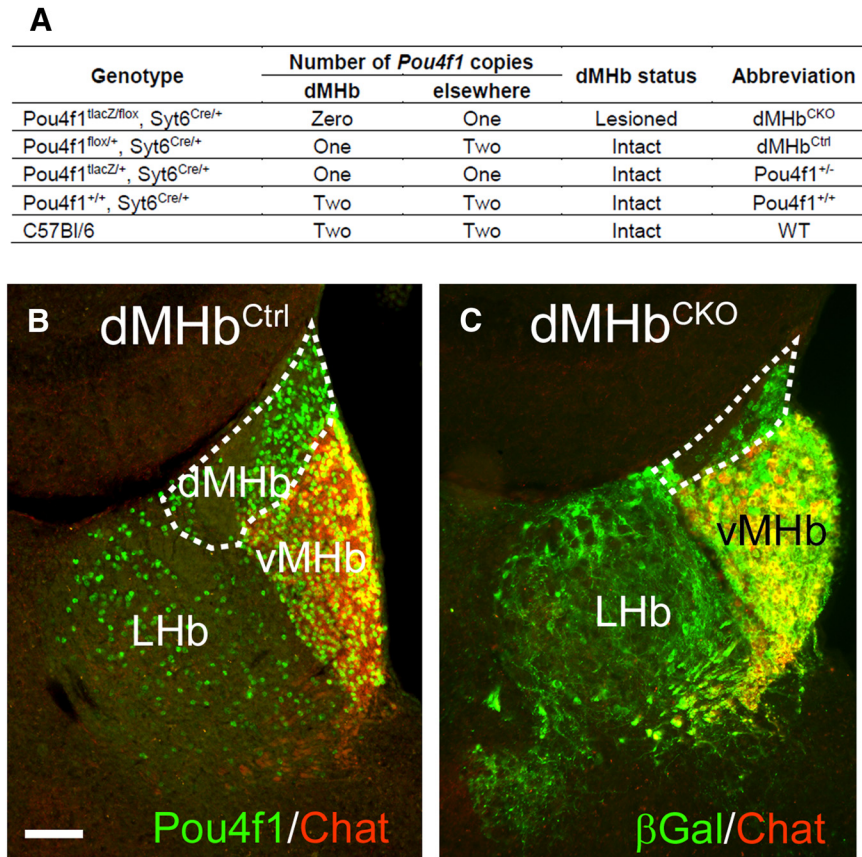 A
Genotype Number of Pou4f1 copies dMHb status Abbreviation
dMHb elsewhere
Pou4f1tlacZ/flox, Syt6Cre/+ Zero One Lesioned dMHbCKO
Pou4f1flox/+, Syt6Cre/+ One Two Intact dMHbCtrl
Pou4f1tlacZ/+, Syt6Cre/+ One One Intact Pou4f1+/-
Pou4f1+/+, Syt6Cre/+ Two Two Intact Pou4f1+/+
C57Bl/6 Two Two Intact WT
B dMHbCtrl
dMHb
vMHb
LHb
Pou4f1/Chat
C dMHbCKO
vMHb
LHb
βGal/Chat